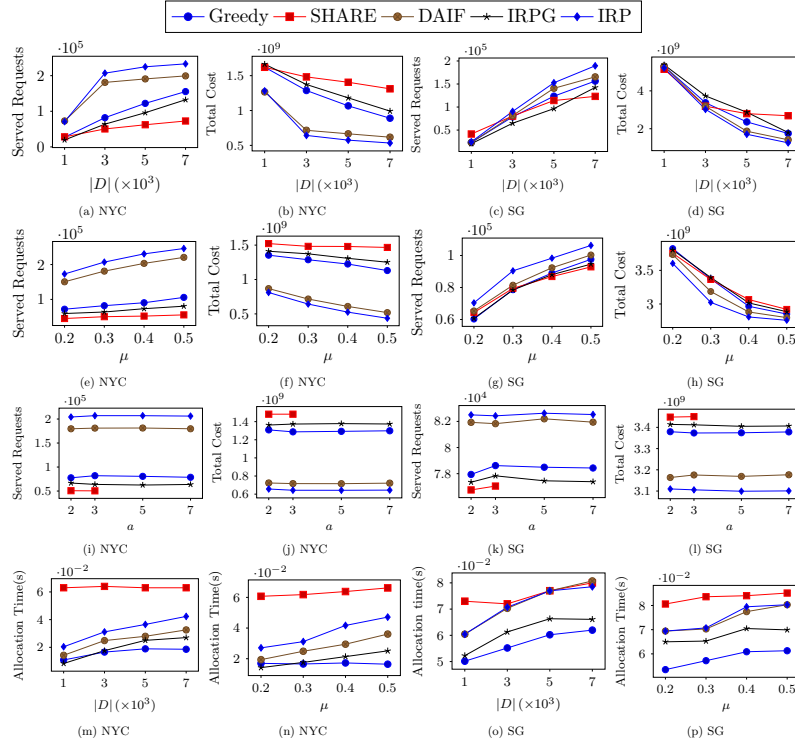 Greedy SHARE DAIF IRPG IRP
·10^5 ·10^9 ·10^5 ·10^9
Served Requests Total Cost Served Requests Total Cost
2 1 0
1.5 1 0.5
2 1.5 1 0.5
4 2
1 3 5 7 1 3 5 7 1 3 5 7 1 3 5 7
|D| (×10^3) |D| (×10^3) |D| (×10^3) |D| (×10^3)
(a) NYC (b) NYC (c) SG (d) SG
·10^5 ·10^9 ·10^5 ·10^9
Served Requests Total Cost Served Requests Total Cost
2 1
1.5 1 0.5
1 0.8 0.6
3.5 3
0.2 0.3 0.4 0.5 0.2 0.3 0.4 0.5 0.2 0.3 0.4 0.5 0.2 0.3 0.4 0.5
μ μ μ μ
(e) NYC (f) NYC (g) SG (h) SG
·10^5 ·10^9 ·10^4 ·10^9
Served Requests Total Cost Served Requests Total Cost
2 1.5 1 0.5
1.4 1.2 1 0.8 0.6
8.2 8 7.8
3.4 3.3 3.2 3.1
2 3 5 7 2 3 5 7 2 3 5 7 2 3 5 7
a a a a
(i) NYC (j) NYC (k) SG (l) SG
·10^-2 ·10^-2 ·10^-2 ·10^-2
Allocation Time(s) Allocation Time(s) Allocation time(s) Allocation Time(s)
6 4 2
6 4 2
8 7 6 5
8 7 6
1 3 5 7 0.2 0.3 0.4 0.5 1 3 5 7 0.2 0.3 0.4 0.5
|D| (×10^3) μ |D| (×10^3) μ
(m) NYC (n) NYC (o) SG (p) SG